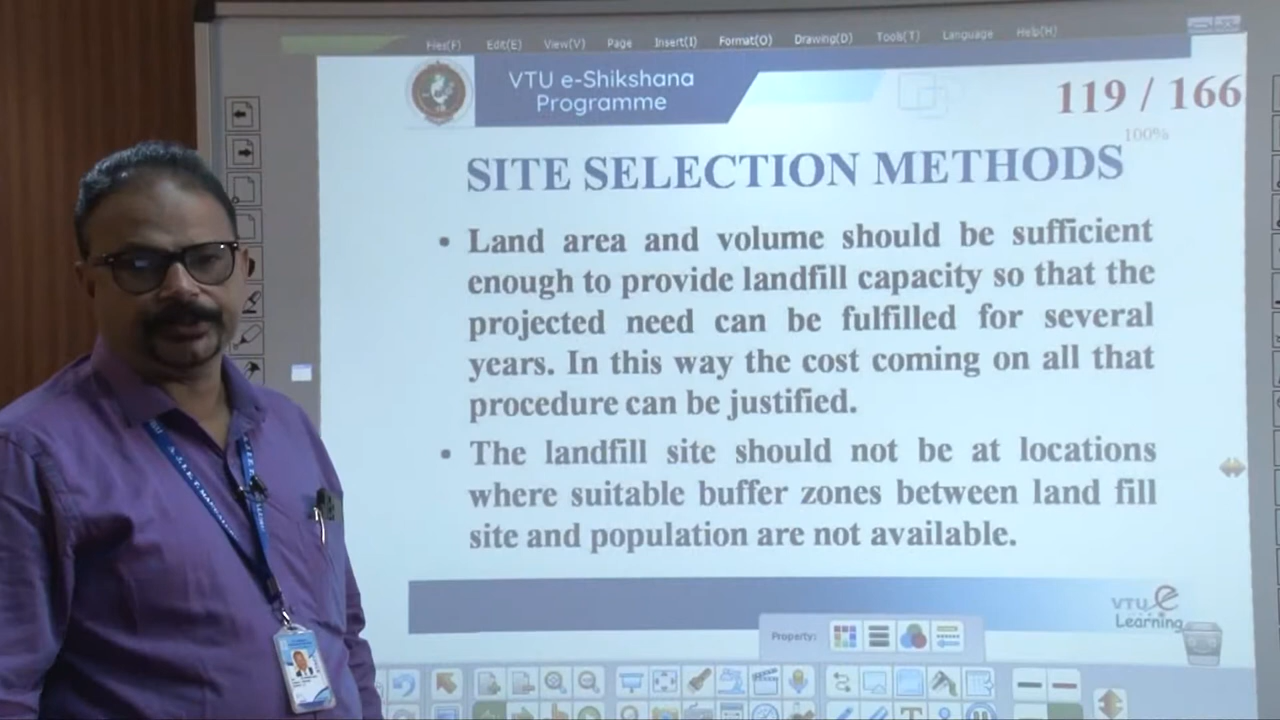 Files(F) Edit(E) View(V) Page Insert(I) Format(O) Drawing(D) Tools(T) Language Help(H)
VTU e-Shikshana
Programme
119 / 166
100%
SITE SELECTION METHODS
• Land area and volume should be sufficient
enough to provide landfill capacity so that the
projected need can be fulfilled for several
years. In this way the cost coming on all that
procedure can be justified.
• The landfill site should not be at locations
where suitable buffer zones between land fill
site and population are not available.
VTU e
Learning
Property: